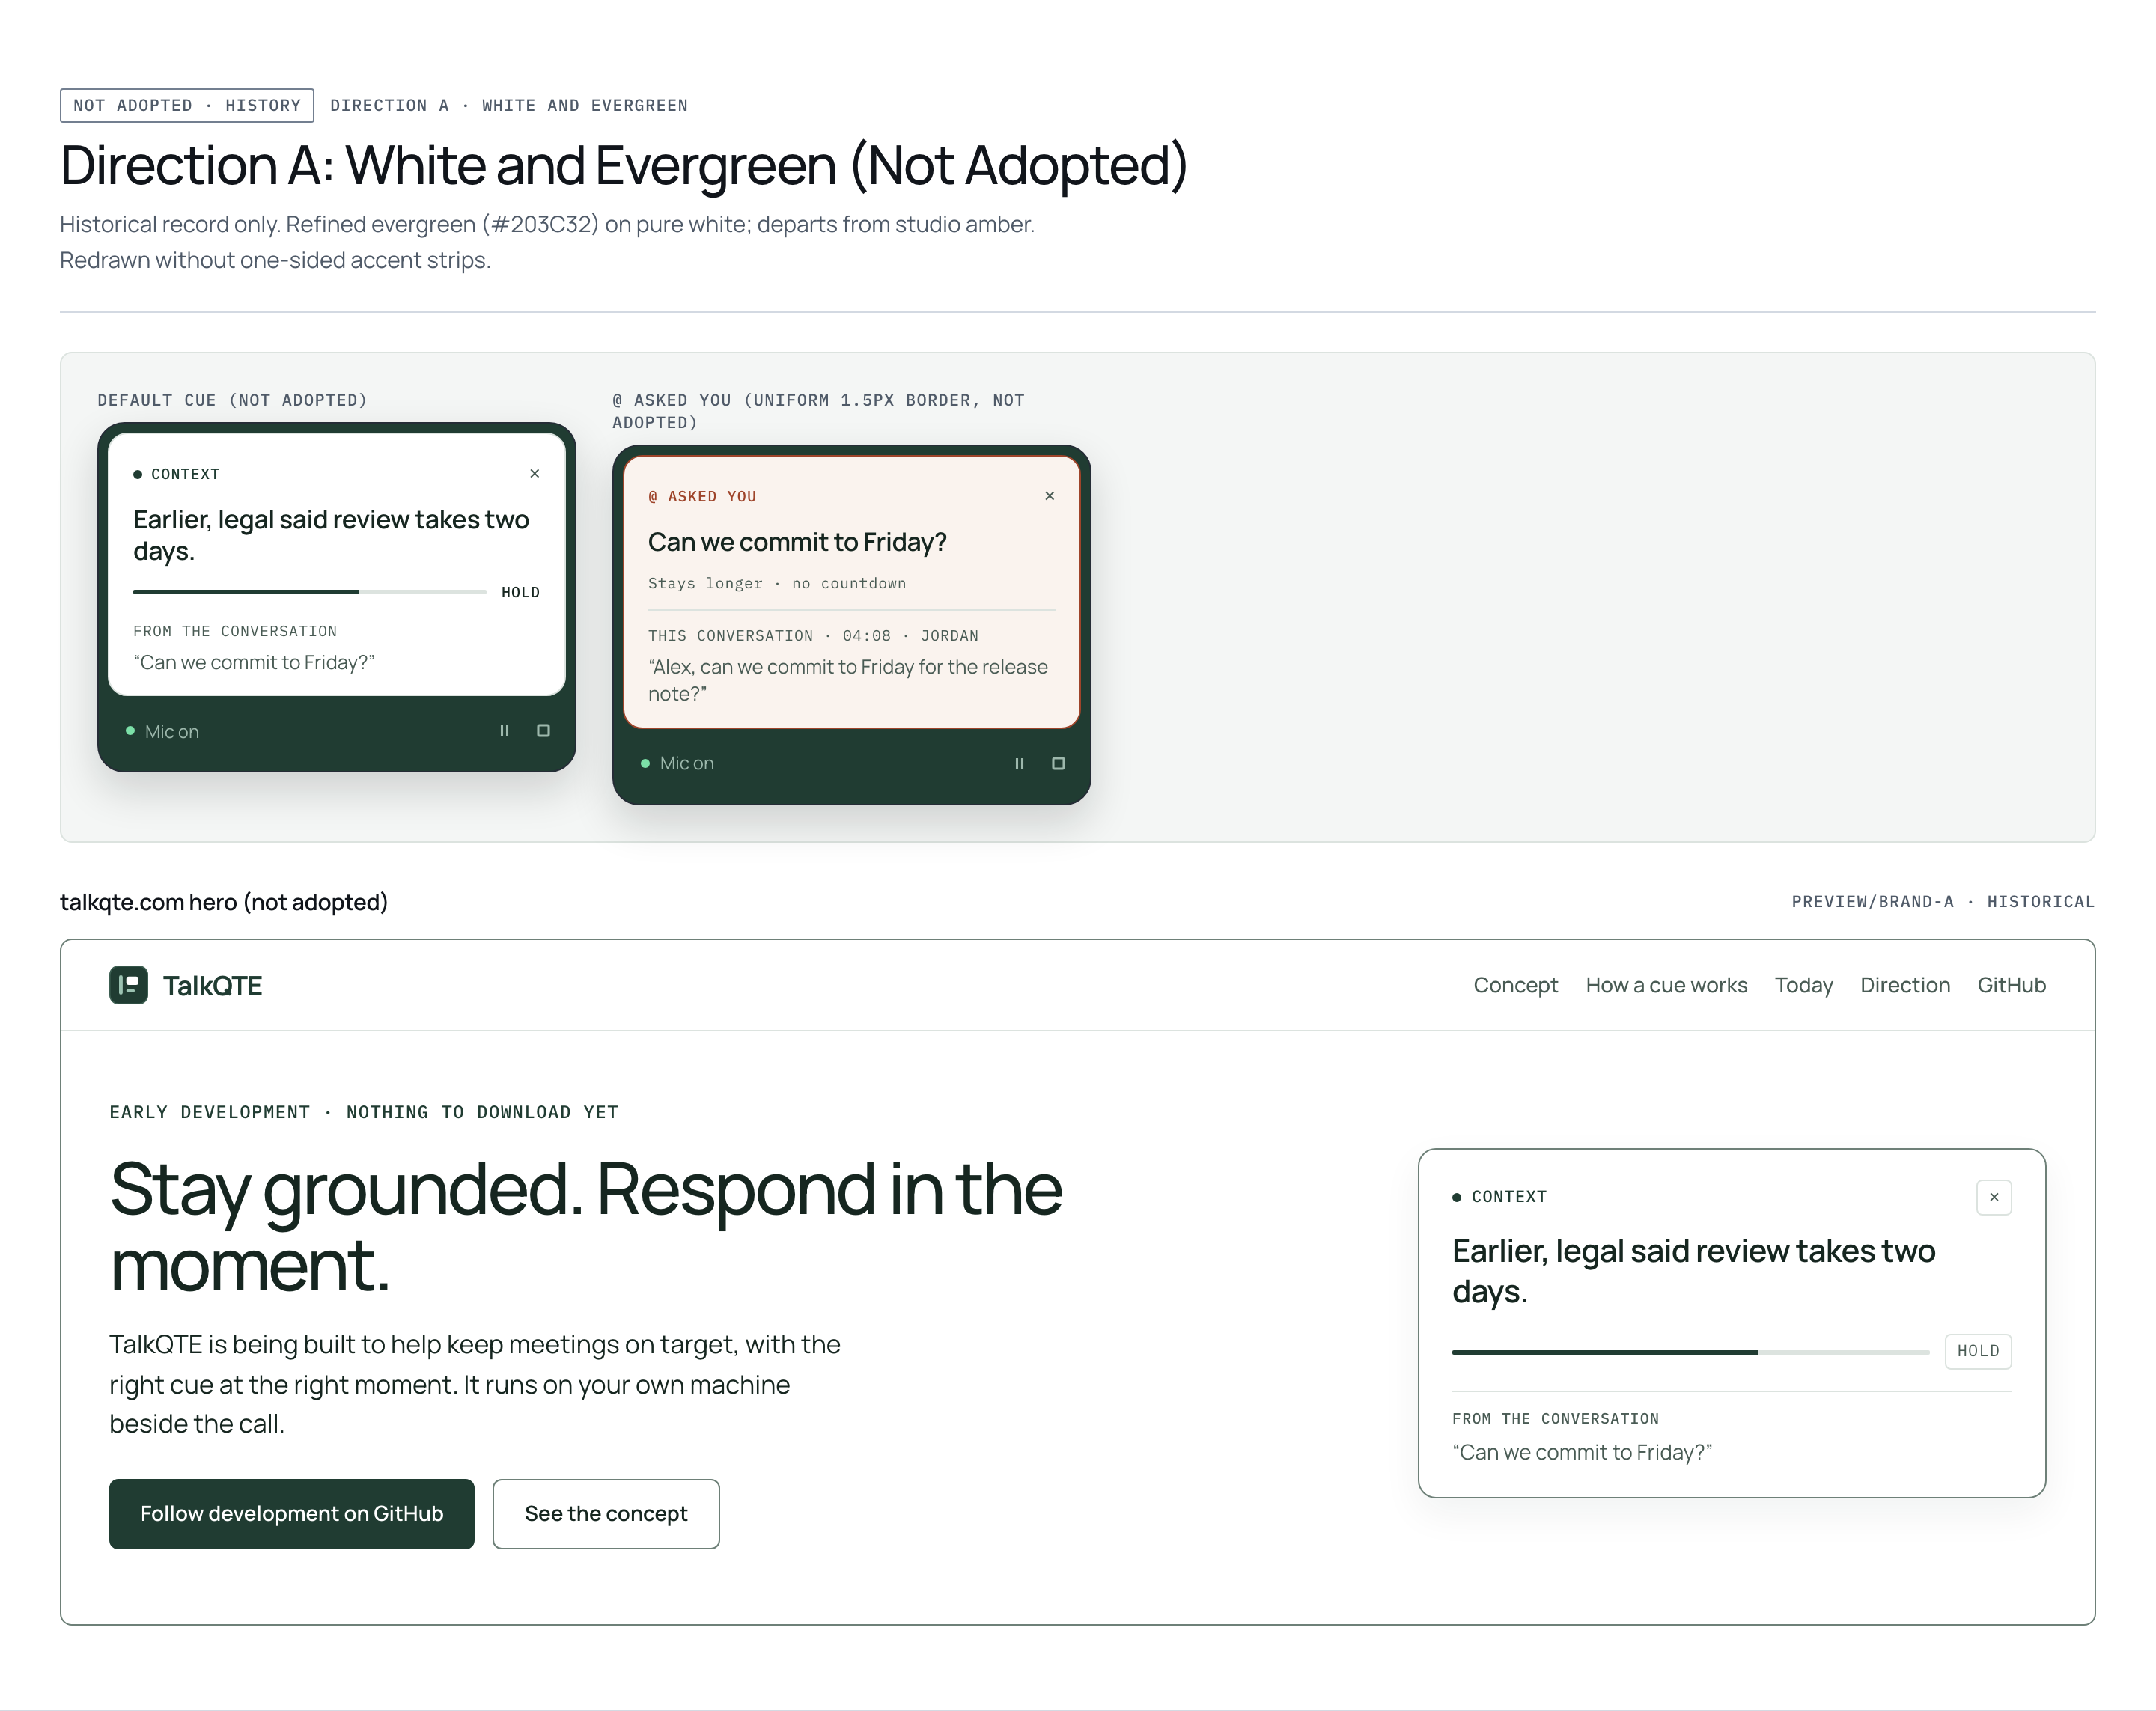 NOT ADOPTED · HISTORY
DIRECTION A · WHITE AND EVERGREEN
Direction A: White and Evergreen (Not Adopted)
Historical record only. Refined evergreen (#203C32) on pure white; departs from studio amber.
Redrawn without one-sided accent strips.
DEFAULT CUE (NOT ADOPTED)
CONTEXT ×
Earlier, legal said review takes two
days.
HOLD
FROM THE CONVERSATION
“Can we commit to Friday?”
Mic on
@ ASKED YOU (UNIFORM 1.5PX BORDER, NOT
ADOPTED)
@ ASKED YOU ×
Can we commit to Friday?
Stays longer · no countdown
THIS CONVERSATION · 04:08 · JORDAN
“Alex, can we commit to Friday for the release
note?”
Mic on
talkqte.com hero (not adopted)
PREVIEW/BRAND-A · HISTORICAL
TalkQTE
Concept How a cue works Today Direction GitHub
EARLY DEVELOPMENT · NOTHING TO DOWNLOAD YET
Stay grounded. Respond in the
moment.
TalkQTE is being built to help keep meetings on target, with the
right cue at the right moment. It runs on your own machine
beside the call.
Follow development on GitHub
See the concept
CONTEXT ×
Earlier, legal said review takes two
days.
HOLD
FROM THE CONVERSATION
“Can we commit to Friday?”